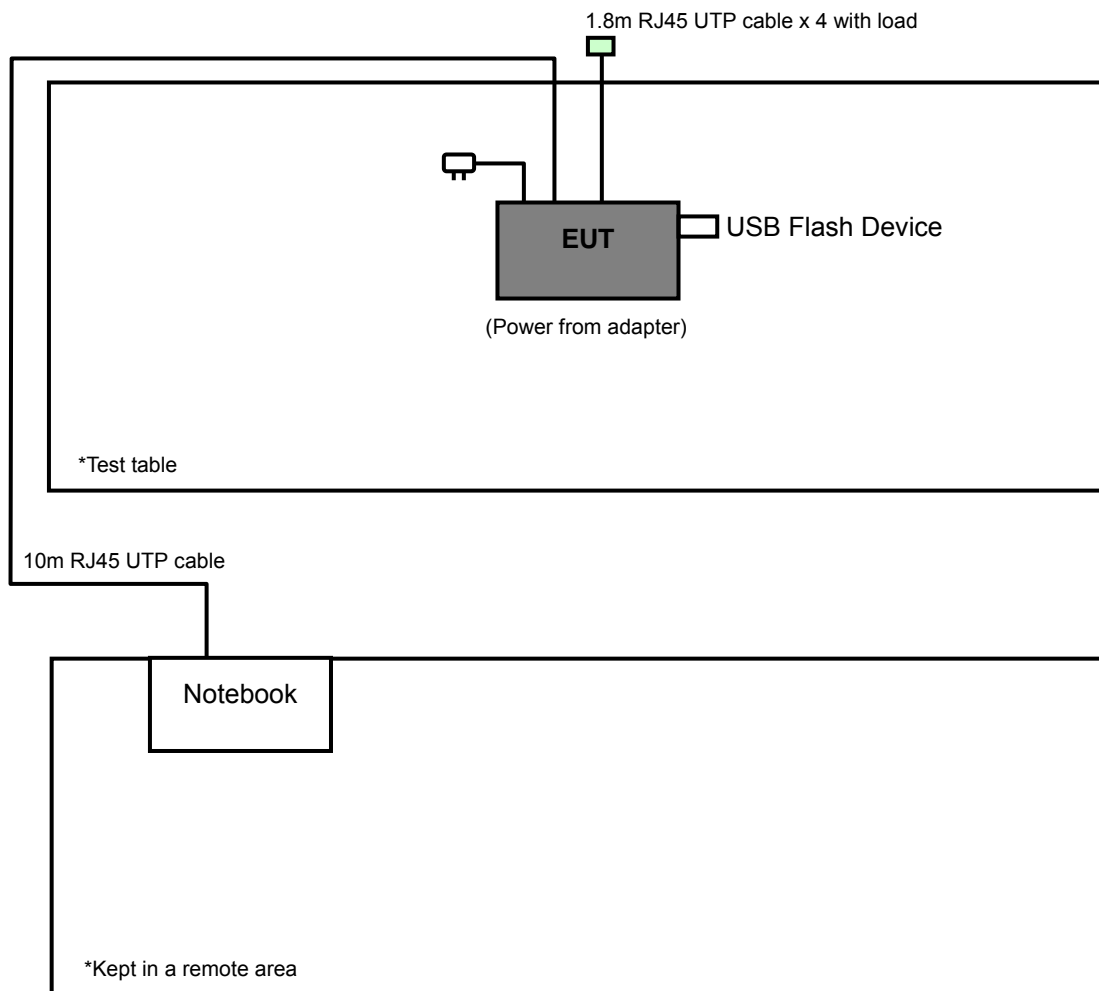 1.8m RJ45 UTP cable x 4 with load
EUT
USB Flash Device
(Power from adapter)
*Test table
10m RJ45 UTP cable
Notebook
*Kept in a remote area